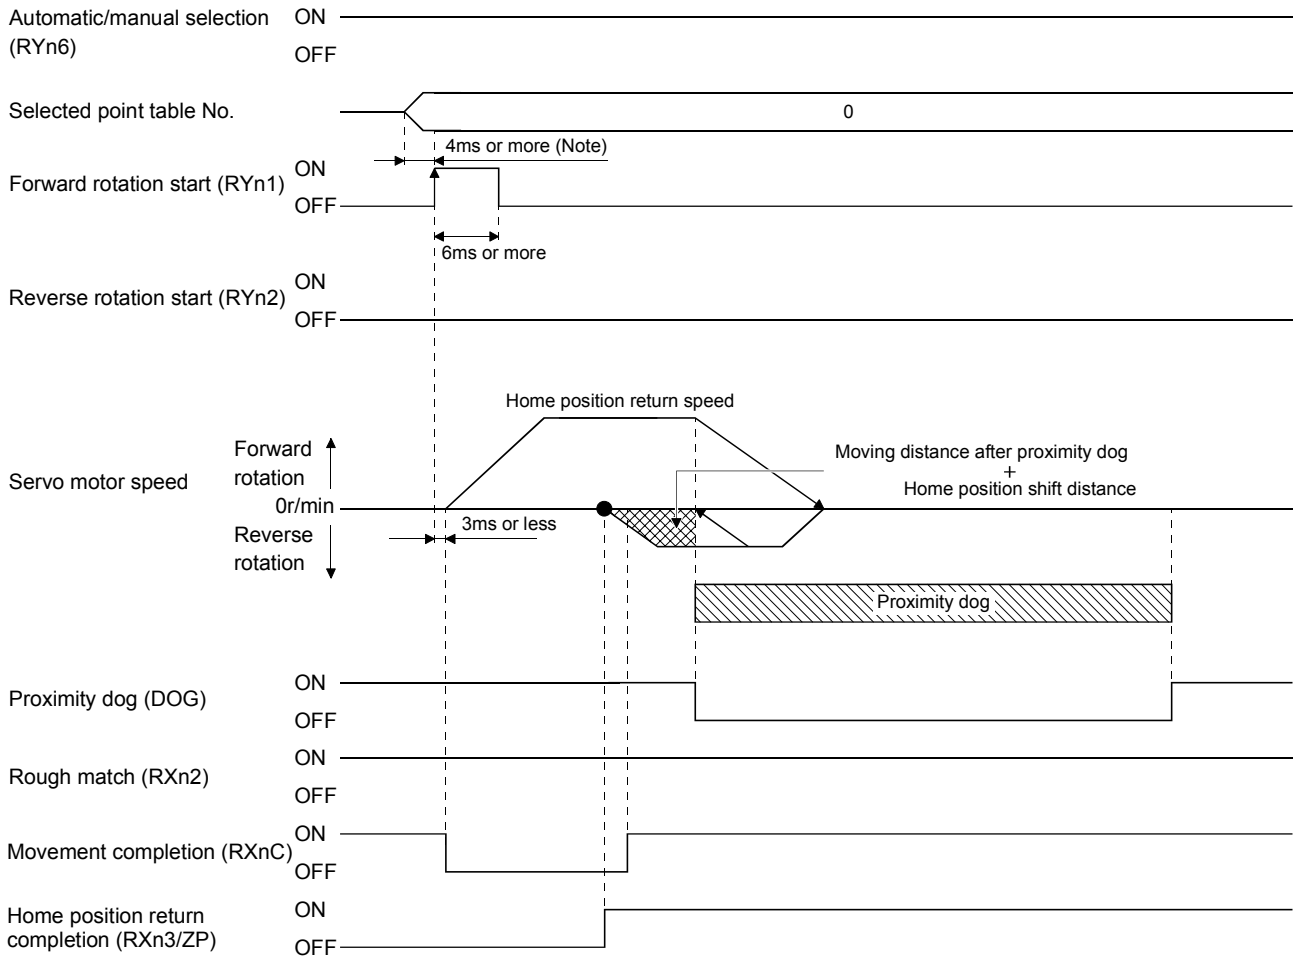 Automatic/manual selection
(RYn6)
ON
OFF
Selected point table No.
0
4ms or more (Note)
Forward rotation start (RYn1)
ON
OFF
6ms or more
Reverse rotation start (RYn2)
ON
OFF
Home position return speed
Servo motor speed
Forward
rotation
0r/min
Reverse
rotation
3ms or less
Moving distance after proximity dog
+
Home position shift distance
Proximity dog
Proximity dog (DOG)
ON
OFF
Rough match (RXn2)
ON
OFF
Movement completion (RXnC)
ON
OFF
Home position return
completion (RXn3/ZP)
ON
OFF